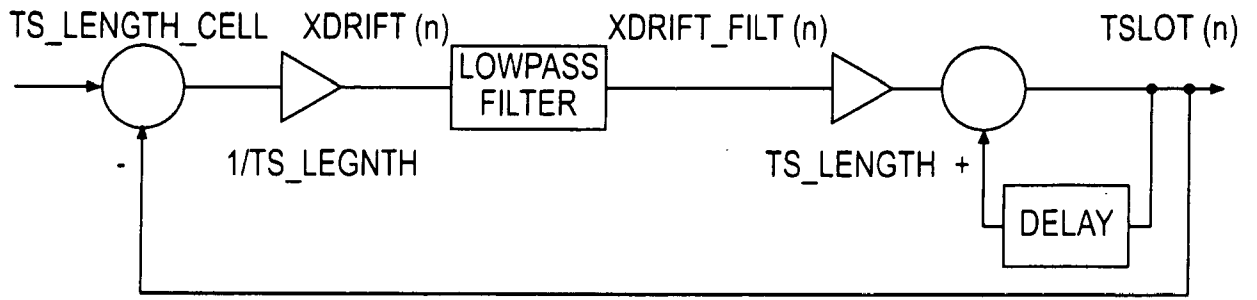 TS_LENGTH_CELL
XDRIFT (n)
XDRIFT_FILT (n)
TSLOT (n)
LOWPASS
FILTER
-
1/TS_LEGNTH
TS_LENGTH
+
DELAY